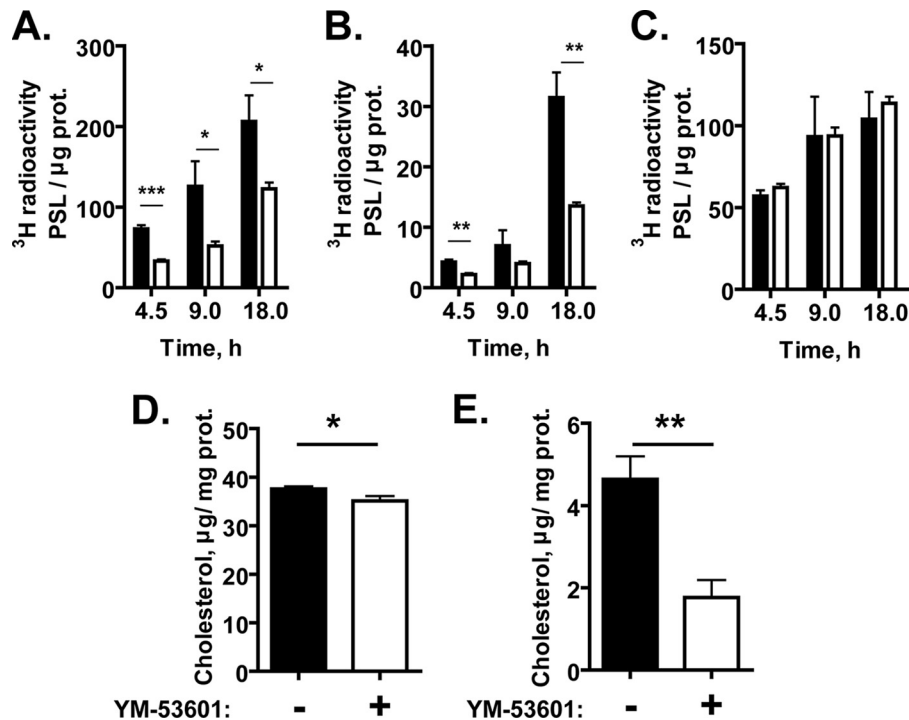 A.
³H radioactivity
PSL / µg prot.
300
200
100
0
***
*
*
4.5 9.0 18.0
Time, h
B.
³H radioactivity
PSL / µg prot.
40
30
20
10
0
**
**
4.5 9.0 18.0
Time, h
C.
³H radioactivity
PSL / µg prot.
150
100
50
0
4.5 9.0 18.0
Time, h
D.
Cholesterol, µg/ mg prot.
50
40
30
20
10
0
*
YM-53601: - +
E.
Cholesterol, µg/ mg prot.
6
4
2
0
**
YM-53601: - +